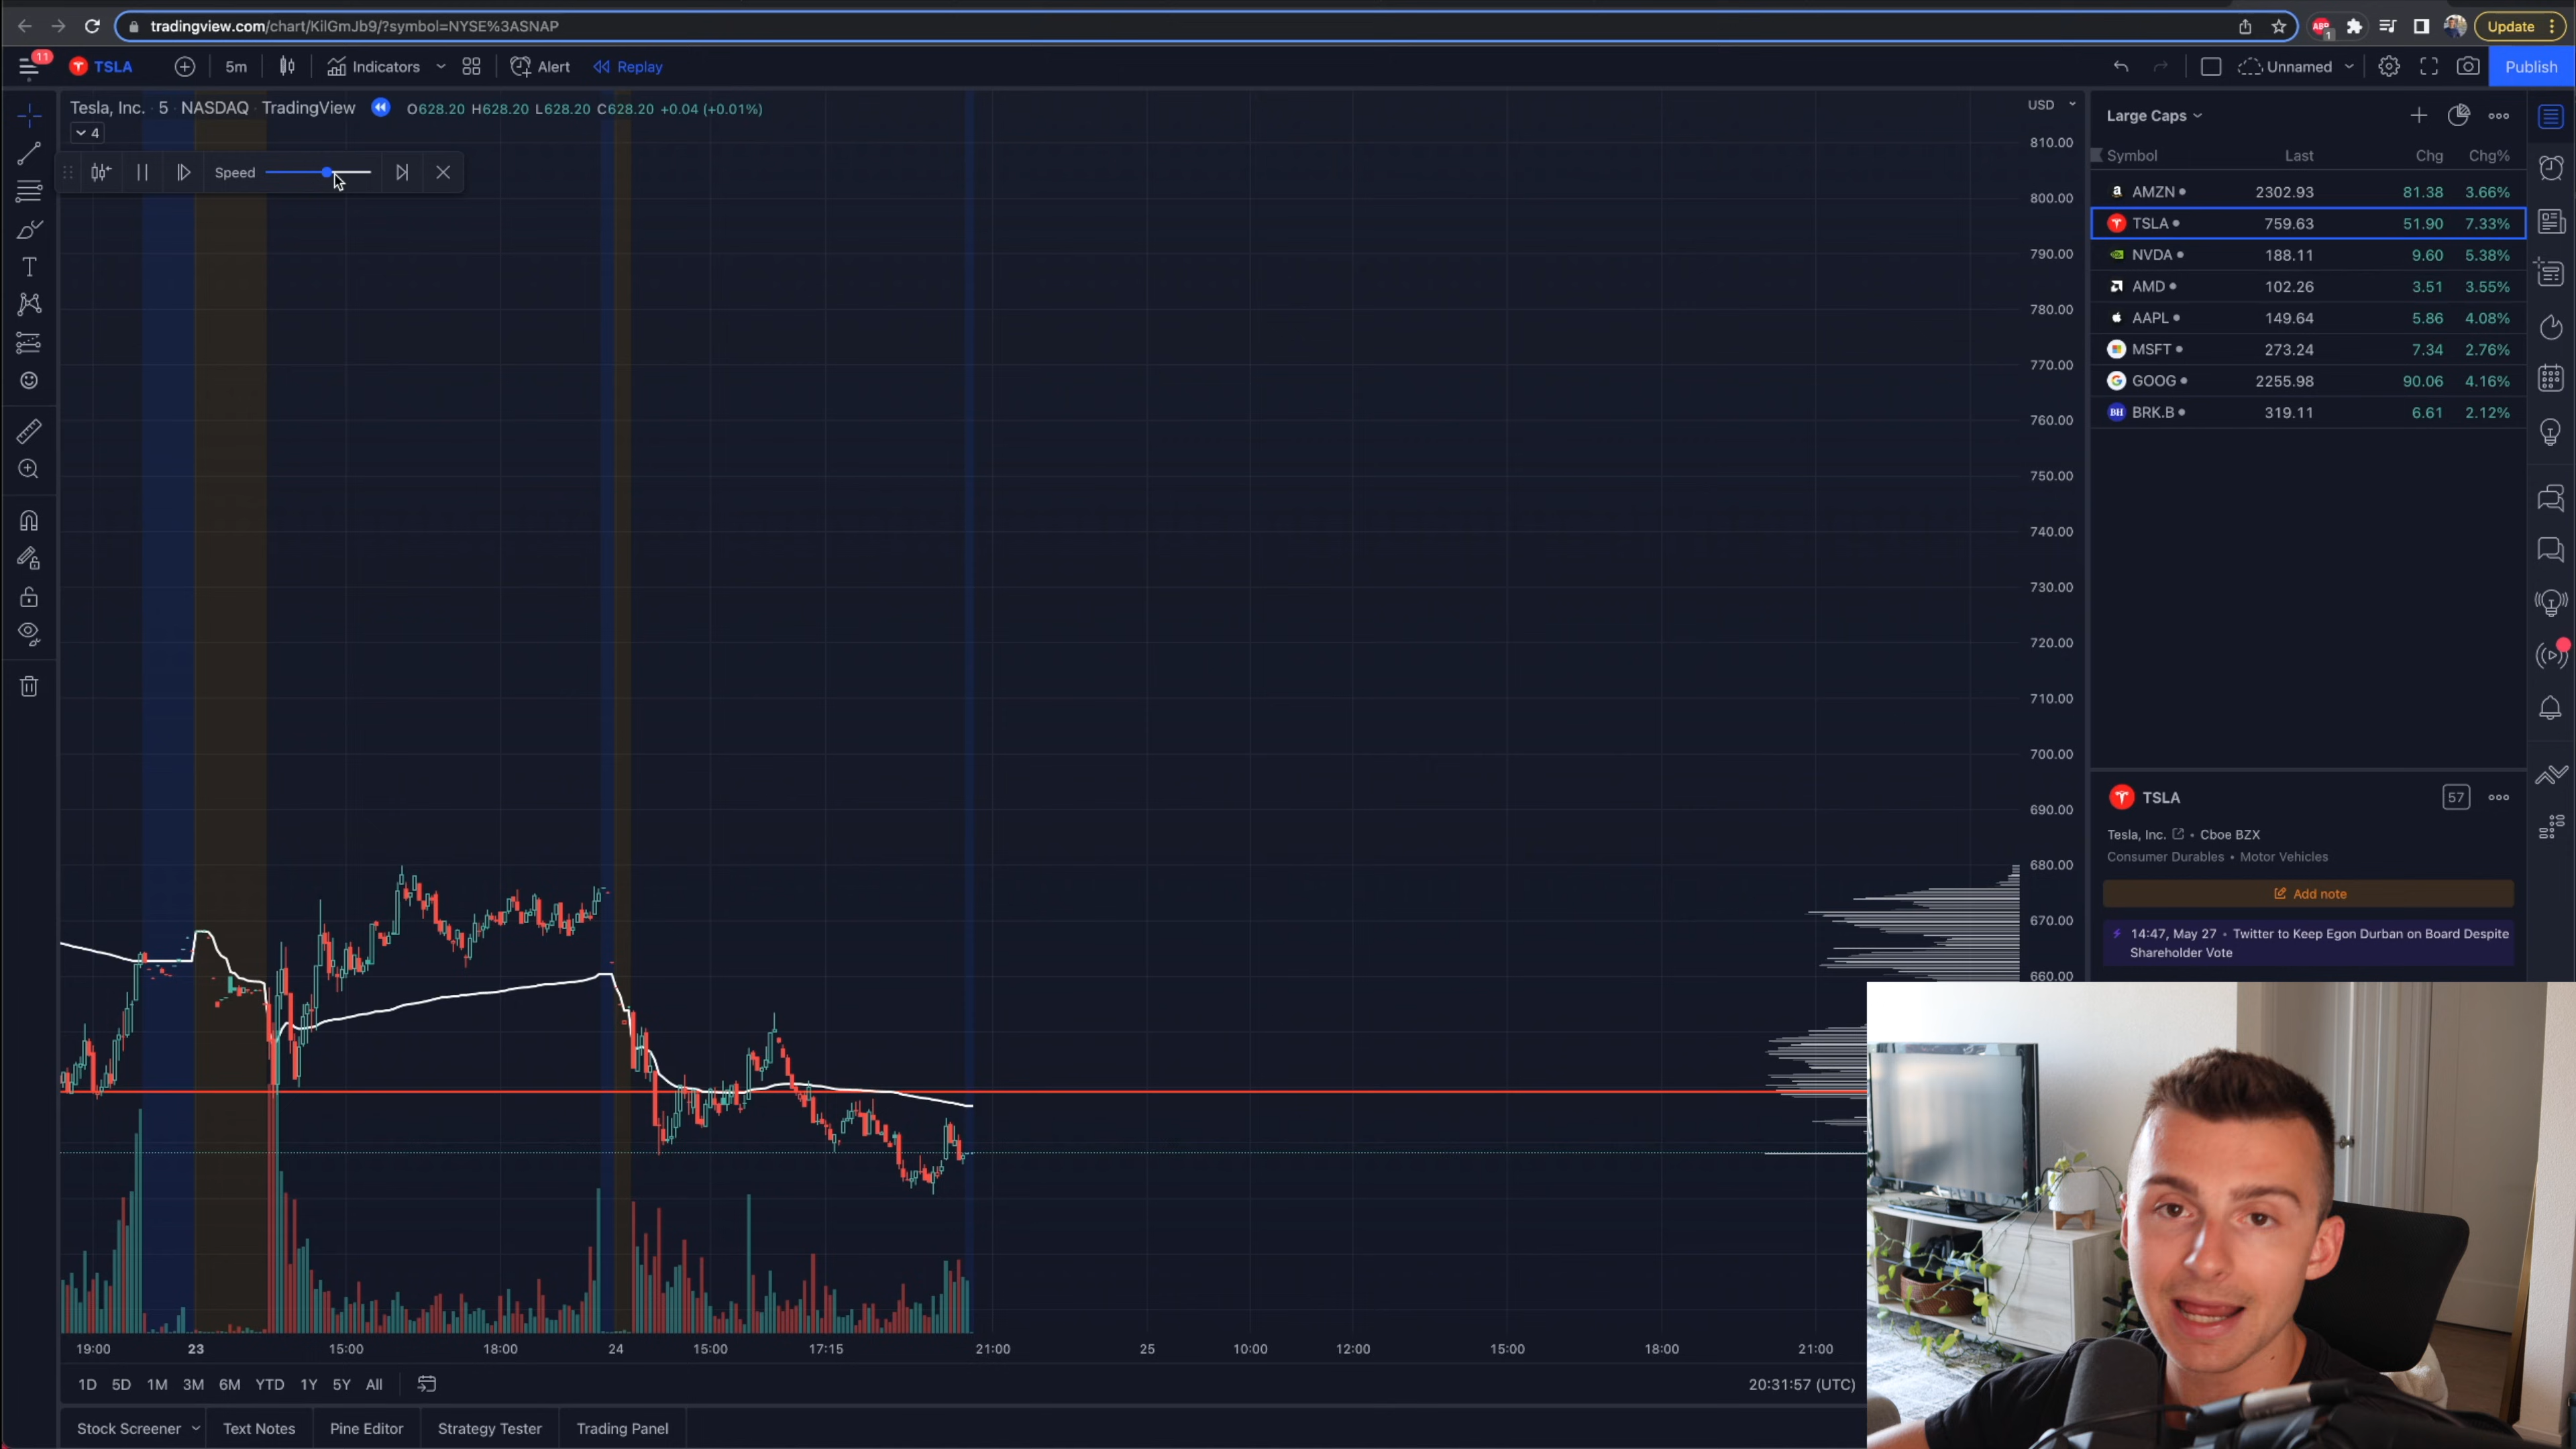 tradingview.com/chart/KilGmJb9/?symbol=NYSE%3ASNAP
ABP
1
Update
11
TSLA
5m
Indicators
Alert
Replay
Unnamed
Publish
Tesla, Inc. 5 NASDAQ TradingView
O628.20 H628.20 L628.20 C628.20 +0.04 (+0.01%)
4
Speed
USD
810.00
800.00
790.00
780.00
770.00
760.00
750.00
740.00
730.00
720.00
710.00
700.00
690.00
680.00
670.00
660.00
Large Caps
Symbol Last Chg Chg%
AMZN 2302.93 81.38 3.66%
TSLA 759.63 51.90 7.33%
NVDA 188.11 9.60 5.38%
AMD 102.26 3.51 3.55%
AAPL 149.64 5.86 4.08%
MSFT 273.24 7.34 2.76%
GOOG 2255.98 90.06 4.16%
BH BRK.B 319.11 6.61 2.12%
TSLA
57
Tesla, Inc. • Cboe BZX
Consumer Durables • Motor Vehicles
Add note
14:47, May 27 • Twitter to Keep Egon Durban on Board Despite
Shareholder Vote
19:00 23 15:00 18:00 24 15:00 17:15 21:00 25 10:00 12:00 15:00 18:00 21:00
1D 5D 1M 3M 6M YTD 1Y 5Y All
20:31:57 (UTC)
Stock Screener Text Notes Pine Editor Strategy Tester Trading Panel